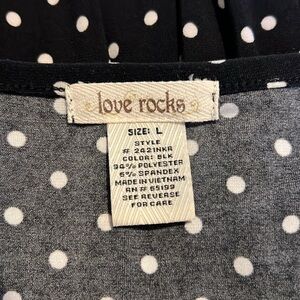 love rocks
SIZE: L
STYLE
# 2421NKR
COLOR: BLK
94% POLYESTER
6% SPANDEX
MADE IN VIETNAM
RN # 65199
SEE REVERSE
FOR CARE